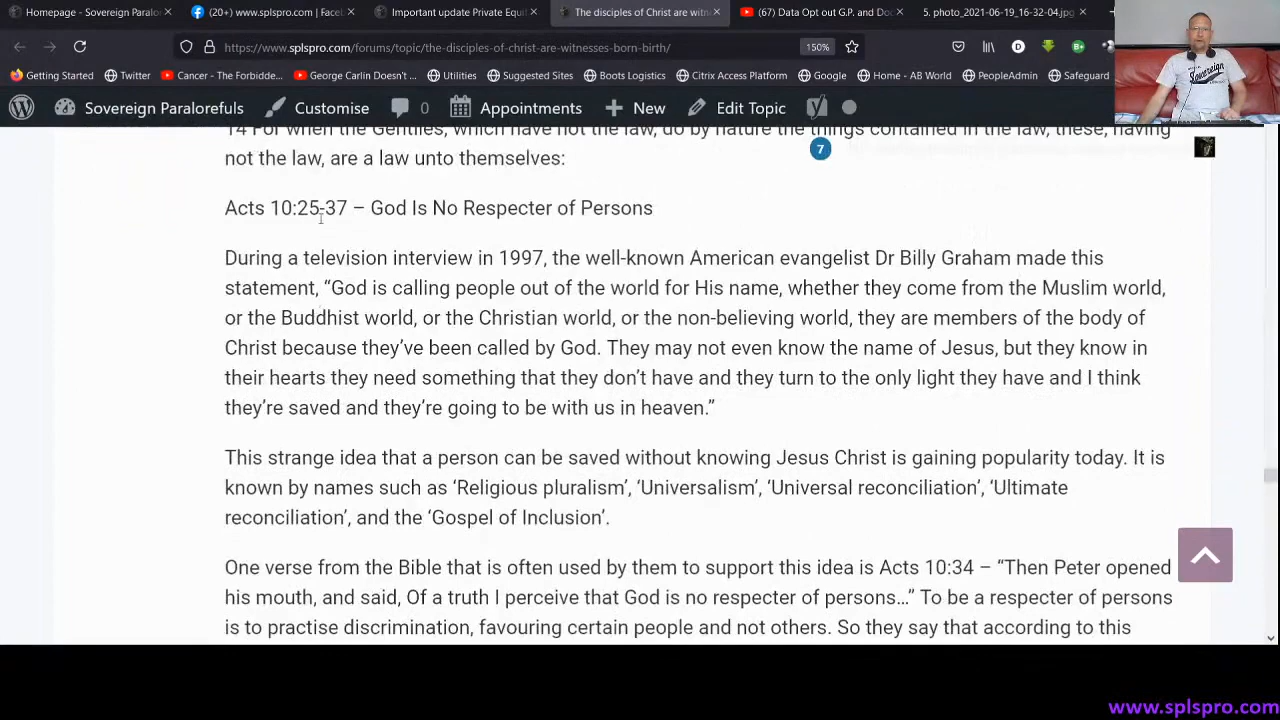 Homepage - Sovereign Paralo
(20+) www.splspro.com | Faceb
Important update Private Equi
The disciples of Christ are witn
(67) Data Opt out G.P. and Doc
5. photo_2021-06-19_16-32-04.jpg
https://www.splspro.com/forums/topic/the-disciples-of-christ-are-witnesses-born-birth/
150%
Getting Started
Twitter
Cancer - The Forbidde...
George Carlin Doesn't ...
Utilities
Suggested Sites
Boots Logistics
Citrix Access Platform
Google
Home - AB World
PeopleAdmin
Safeguard
Sovereign Paralorefuls
Customise
0
Appointments
New
Edit Topic
Sovereign
14 For when the Gentiles, which have not the law, do by nature the things contained in the law, these, having
not the law, are a law unto themselves:
7
Acts 10:25-37 – God Is No Respecter of Persons
During a television interview in 1997, the well-known American evangelist Dr Billy Graham made this
statement, “God is calling people out of the world for His name, whether they come from the Muslim world,
or the Buddhist world, or the Christian world, or the non-believing world, they are members of the body of
Christ because they’ve been called by God. They may not even know the name of Jesus, but they know in
their hearts they need something that they don’t have and they turn to the only light they have and I think
they’re saved and they’re going to be with us in heaven.”
This strange idea that a person can be saved without knowing Jesus Christ is gaining popularity today. It is
known by names such as ‘Religious pluralism’, ‘Universalism’, ‘Universal reconciliation’, ‘Ultimate
reconciliation’, and the ‘Gospel of Inclusion’.
One verse from the Bible that is often used by them to support this idea is Acts 10:34 – “Then Peter opened
his mouth, and said, Of a truth I perceive that God is no respecter of persons…” To be a respecter of persons
is to practise discrimination, favouring certain people and not others. So they say that according to this
www.splspro.com